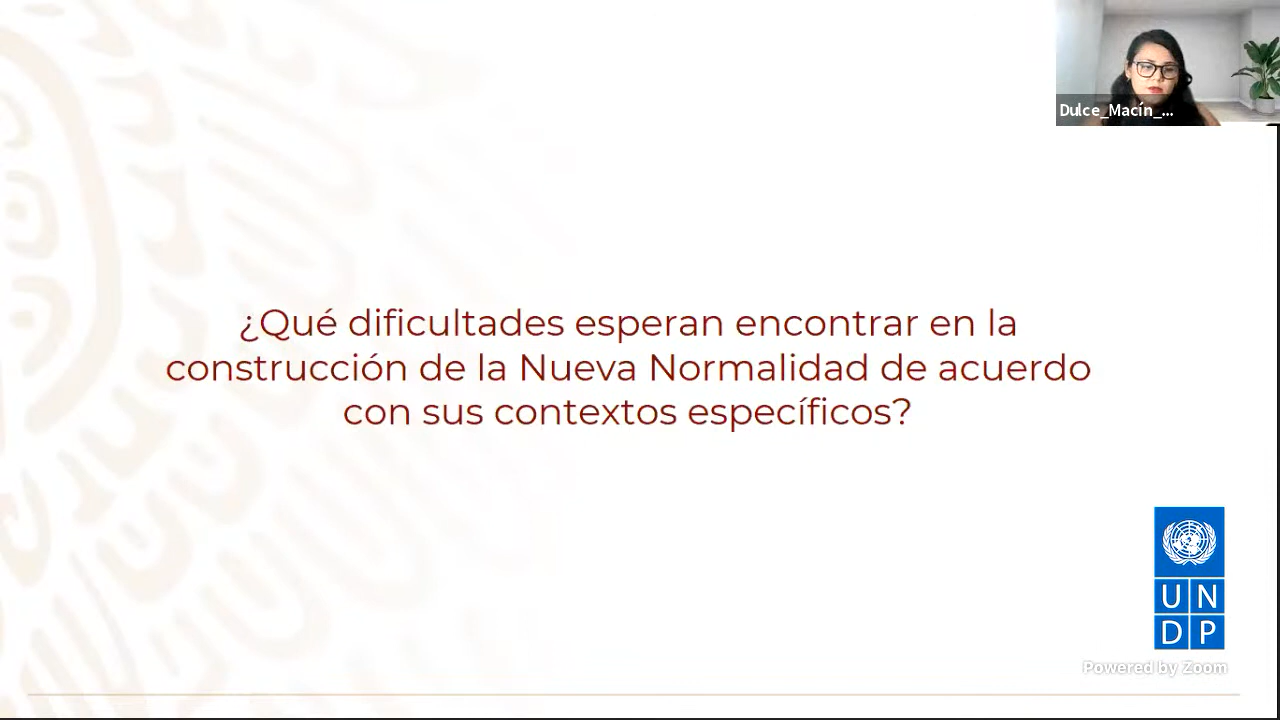 Dulce_Macín_...
¿Qué dificultades esperan encontrar en la
construcción de la Nueva Normalidad de acuerdo
con sus contextos específicos?
U N
D P
Powered by Zoom